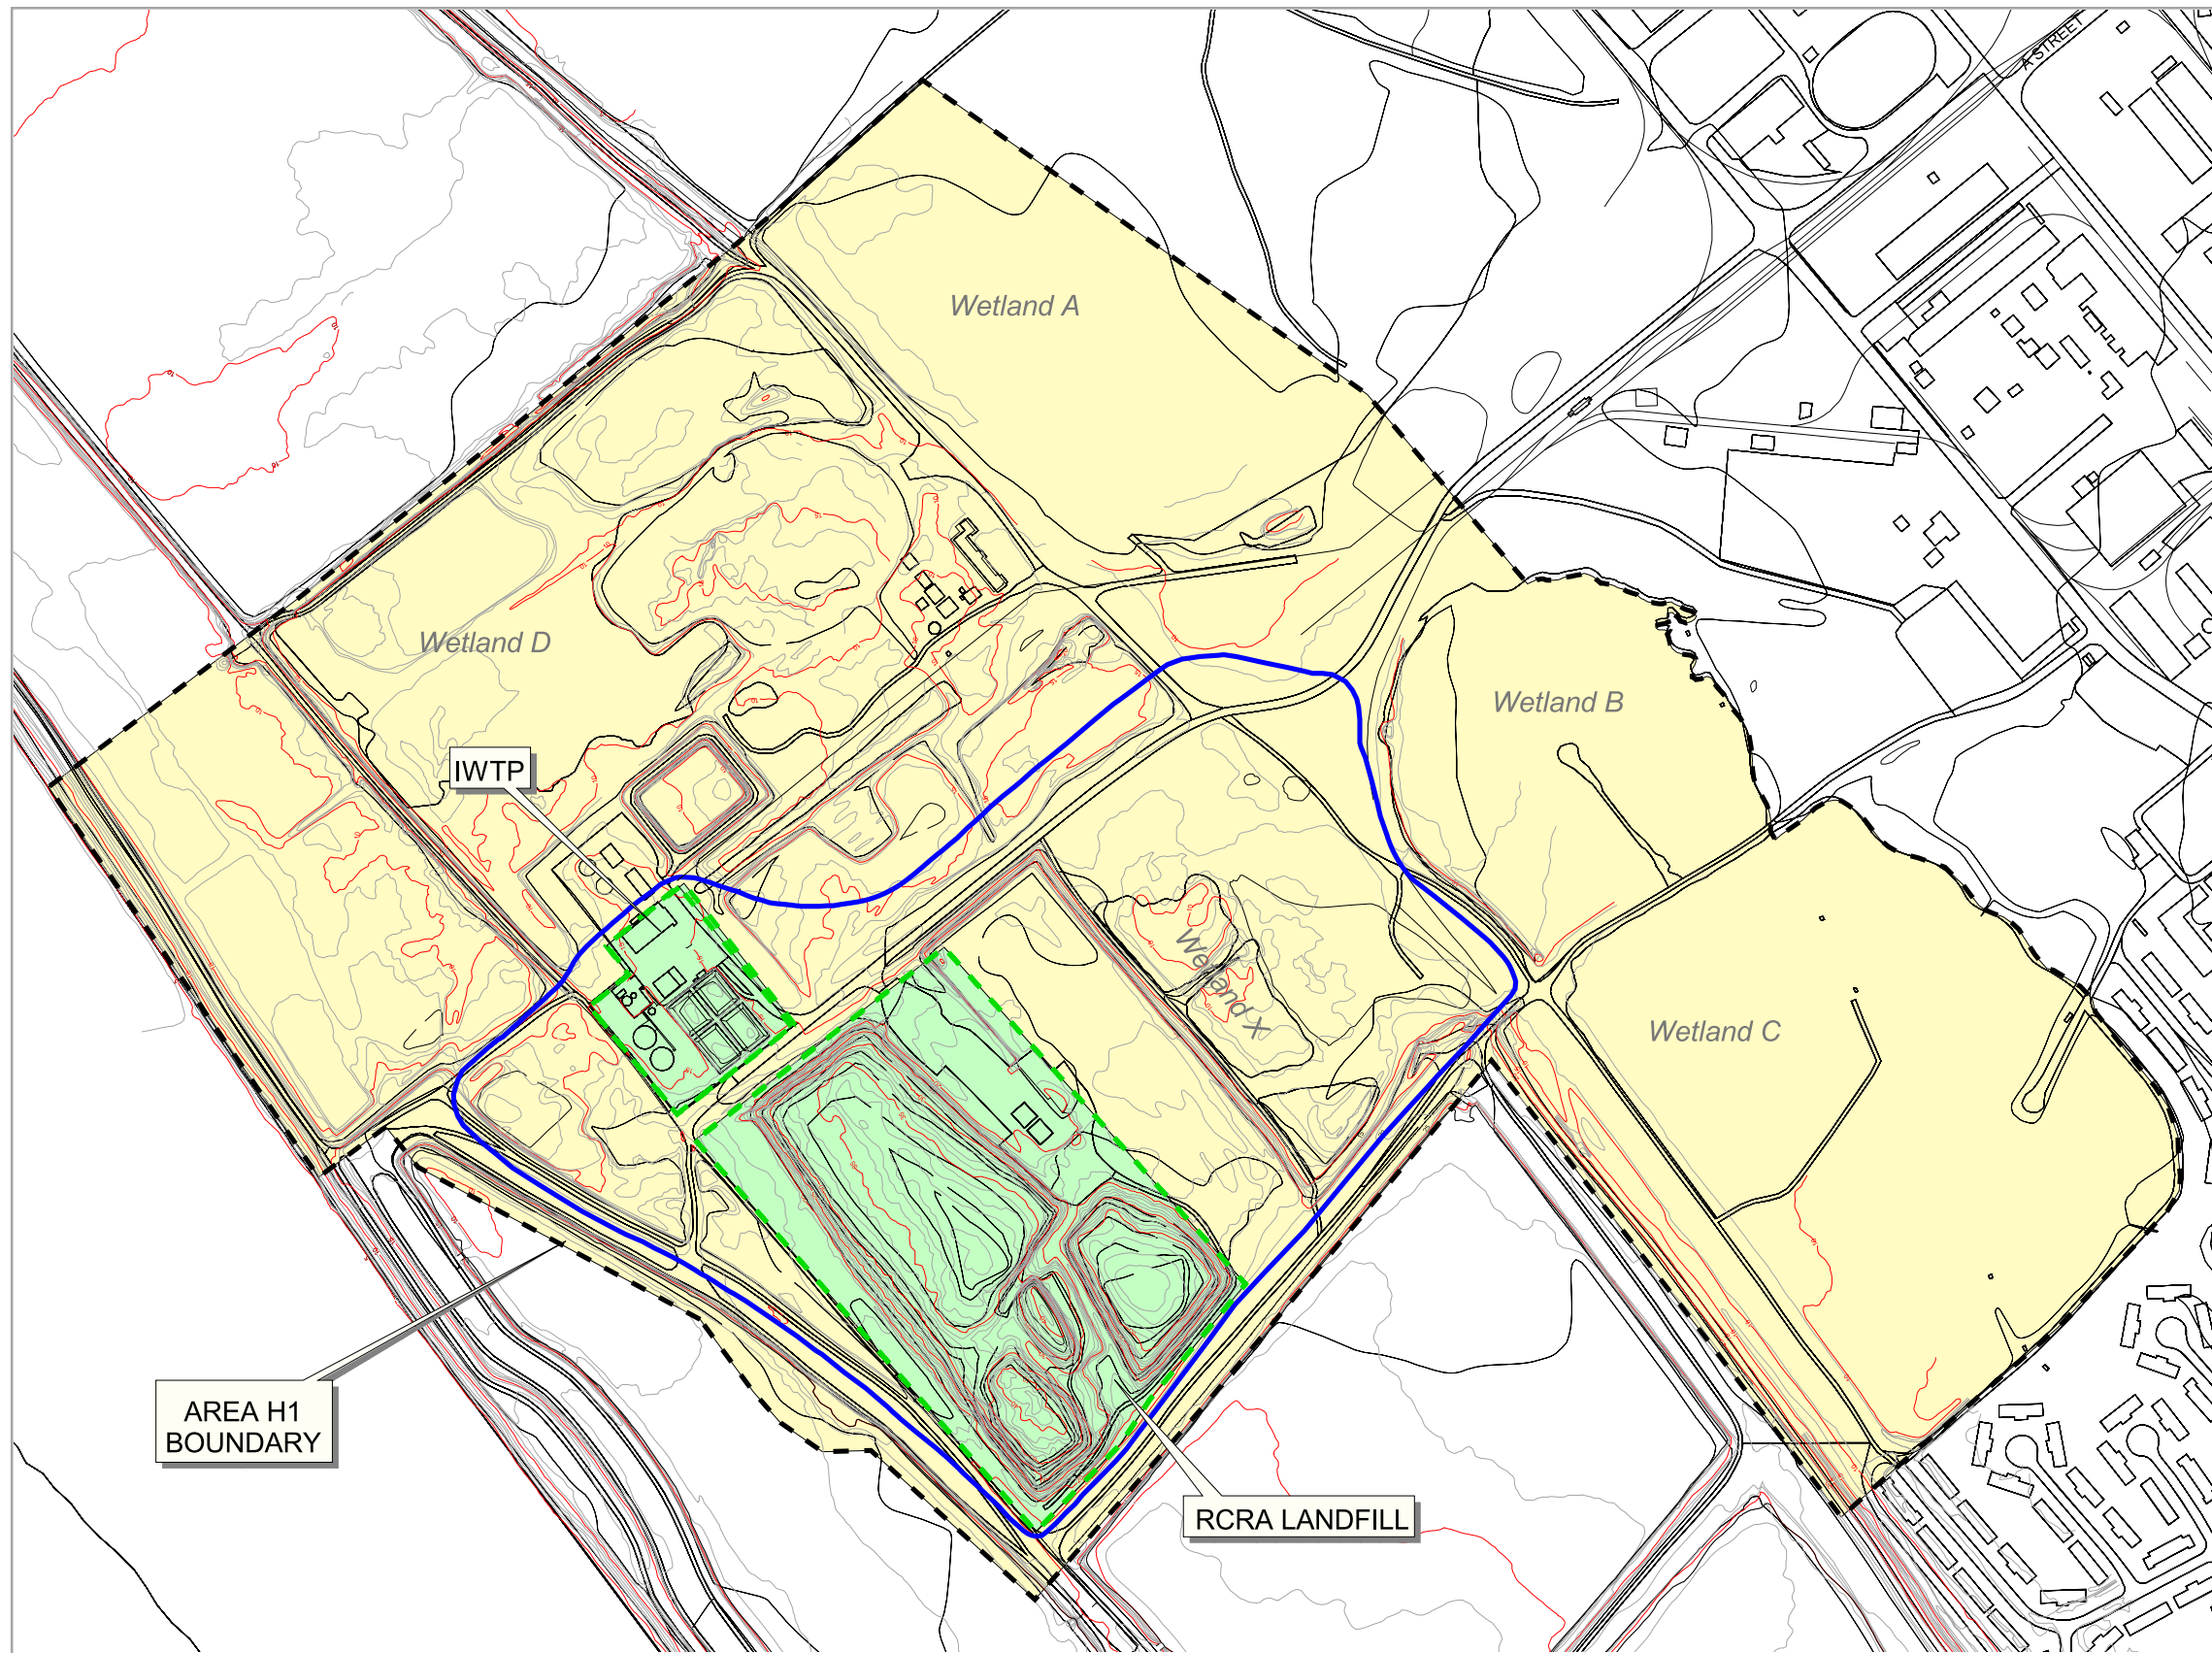 A STREET
Wetland A
Wetland D
Wetland B
IWTP
Wetland X
Wetland C
AREA H1
BOUNDARY
RCRA LANDFILL